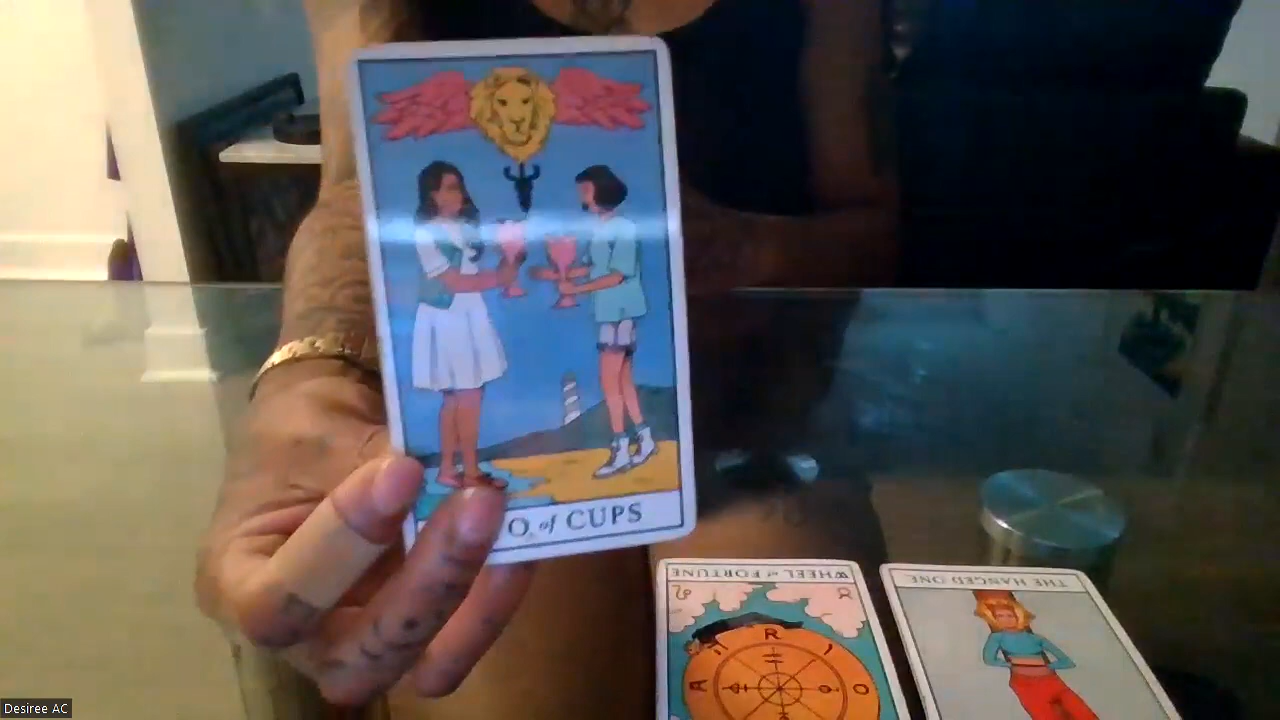 O. of CUPS
WHEEL of FORTUNE
THE HANGED ONE
R
A
O
Desiree AC